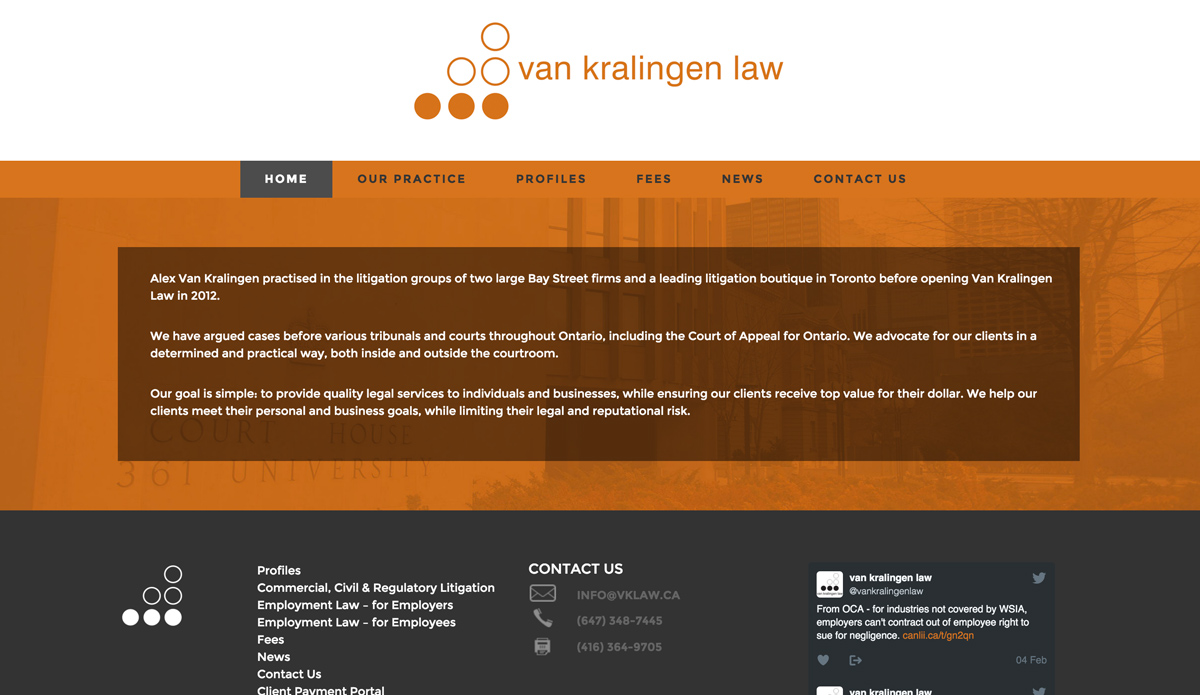 van kralingen law
HOME OUR PRACTICE PROFILES FEES NEWS CONTACT US
Alex Van Kralingen practised in the litigation groups of two large Bay Street firms and a leading litigation boutique in Toronto before opening Van Kralingen
Law in 2012.
We have argued cases before various tribunals and courts throughout Ontario, including the Court of Appeal for Ontario. We advocate for our clients in a
determined and practical way, both inside and outside the courtroom.
Our goal is simple: to provide quality legal services to individuals and businesses, while ensuring our clients receive top value for their dollar. We help our
clients meet their personal and business goals, while limiting their legal and reputational risk.
COURT HOUSE
361 UNIVERSITY
Profiles
Commercial, Civil & Regulatory Litigation
Employment Law – for Employers
Employment Law – for Employees
Fees
News
Contact Us
Client Payment Portal
CONTACT US
INFO@VKLAW.CA
(647) 348-7445
(416) 364-9705
van kralingen law
van kralingen law
@vankralingenlaw
From OCA - for industries not covered by WSIA,
employers can't contract out of employee right to
sue for negligence. canlii.ca/t/gn2qn
04 Feb
van kralingen law